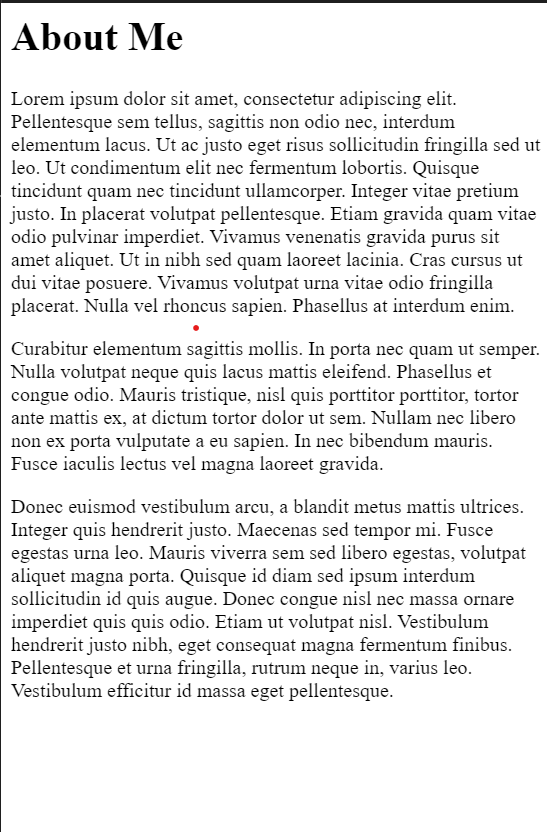 About Me
Lorem ipsum dolor sit amet, consectetur adipiscing elit.
Pellentesque sem tellus, sagittis non odio nec, interdum
elementum lacus. Ut ac justo eget risus sollicitudin fringilla sed ut
leo. Ut condimentum elit nec fermentum lobortis. Quisque
tincidunt quam nec tincidunt ullamcorper. Integer vitae pretium
justo. In placerat volutpat pellentesque. Etiam gravida quam vitae
odio pulvinar imperdiet. Vivamus venenatis gravida purus sit
amet aliquet. Ut in nibh sed quam laoreet lacinia. Cras cursus ut
dui vitae posuere. Vivamus volutpat urna vitae odio fringilla
placerat. Nulla vel rhoncus sapien. Phasellus at interdum enim.
Curabitur elementum sagittis mollis. In porta nec quam ut semper.
Nulla volutpat neque quis lacus mattis eleifend. Phasellus et
congue odio. Mauris tristique, nisl quis porttitor porttitor, tortor
ante mattis ex, at dictum tortor dolor ut sem. Nullam nec libero
non ex porta vulputate a eu sapien. In nec bibendum mauris.
Fusce iaculis lectus vel magna laoreet gravida.
Donec euismod vestibulum arcu, a blandit metus mattis ultrices.
Integer quis hendrerit justo. Maecenas sed tempor mi. Fusce
egestas urna leo. Mauris viverra sem sed libero egestas, volutpat
aliquet magna porta. Quisque id diam sed ipsum interdum
sollicitudin id quis augue. Donec congue nisl nec massa ornare
imperdiet quis quis odio. Etiam ut volutpat nisl. Vestibulum
hendrerit justo nibh, eget consequat magna fermentum finibus.
Pellentesque et urna fringilla, rutrum neque in, varius leo.
Vestibulum efficitur id massa eget pellentesque.